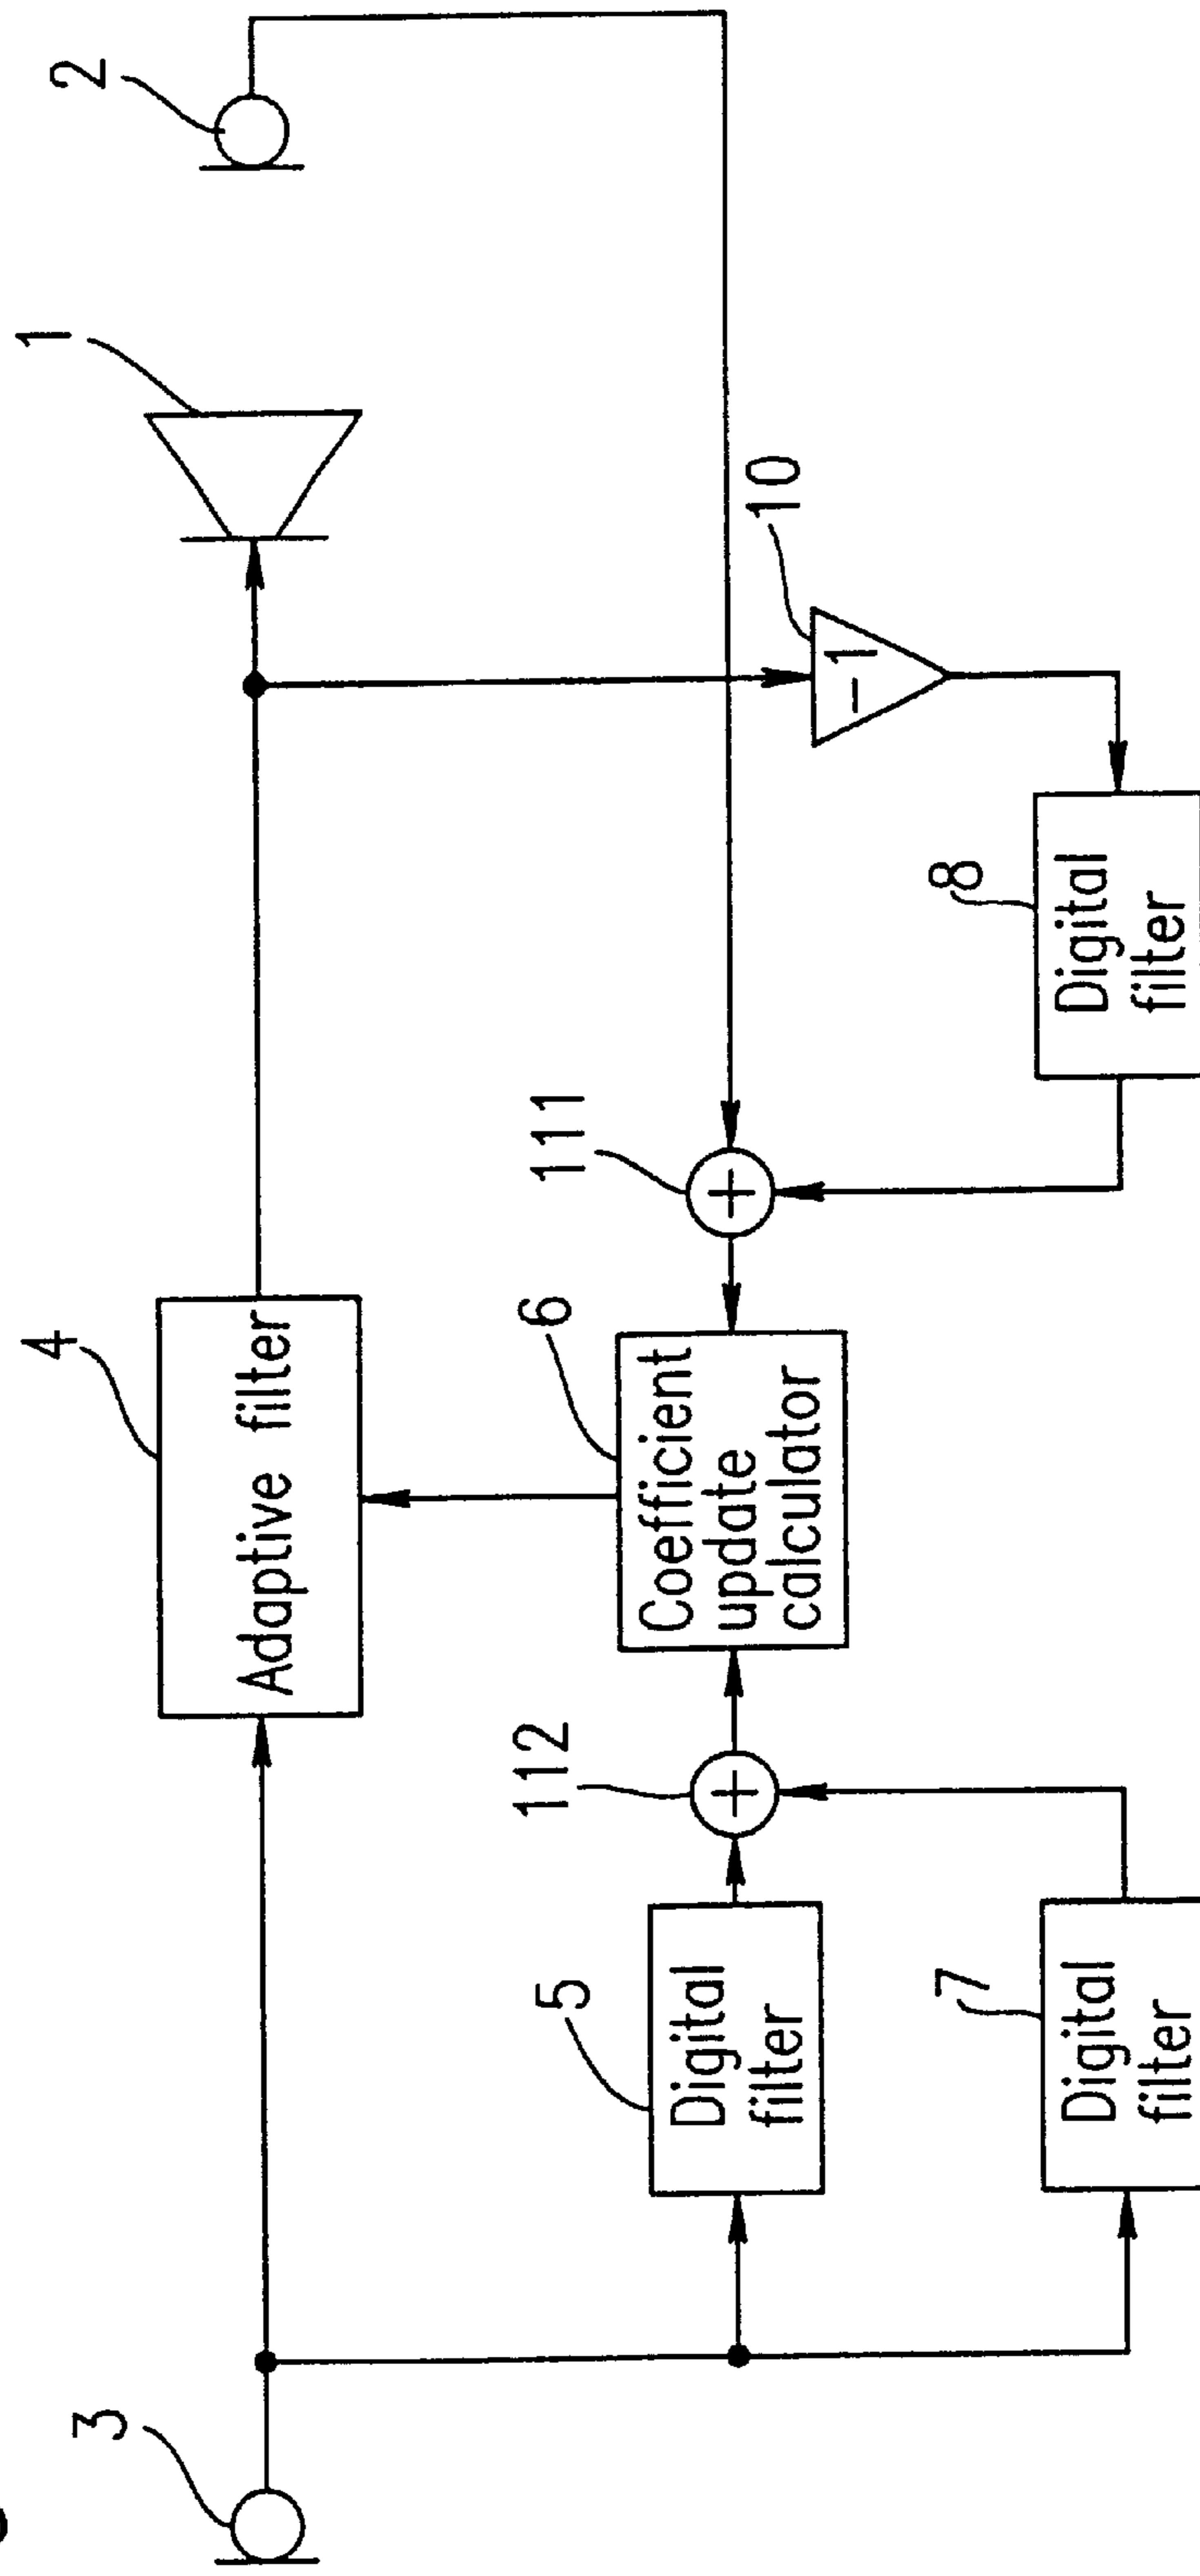 4
1
2
Adaptive filter
3
6
111
10
Coefficient
update
calculator
-1
112
5
Digital
filter
8
Digital
filter
7
Digital
filter